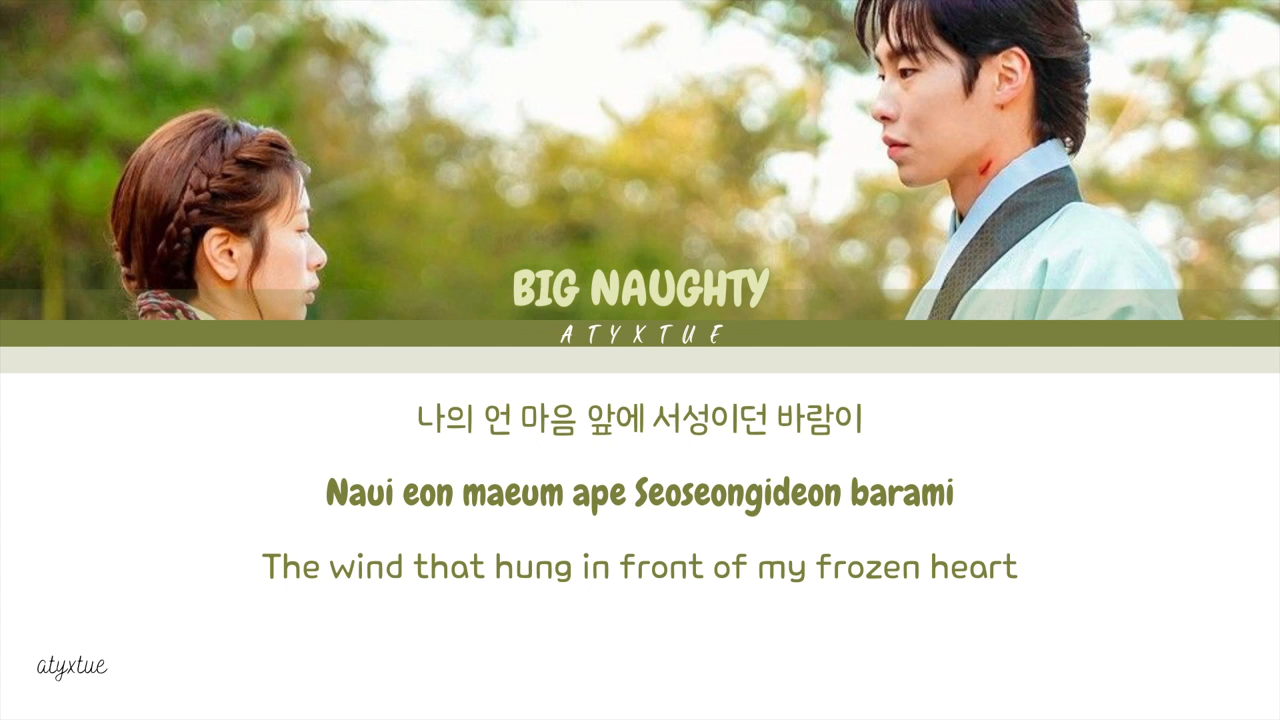 BIG NAUGHTY
ATYXTUE
나의 언 마음 앞에 서성이던 바람이
Naui eon maeum ape Seoseongideon barami
The wind that hung in front of my frozen heart
atyxtue